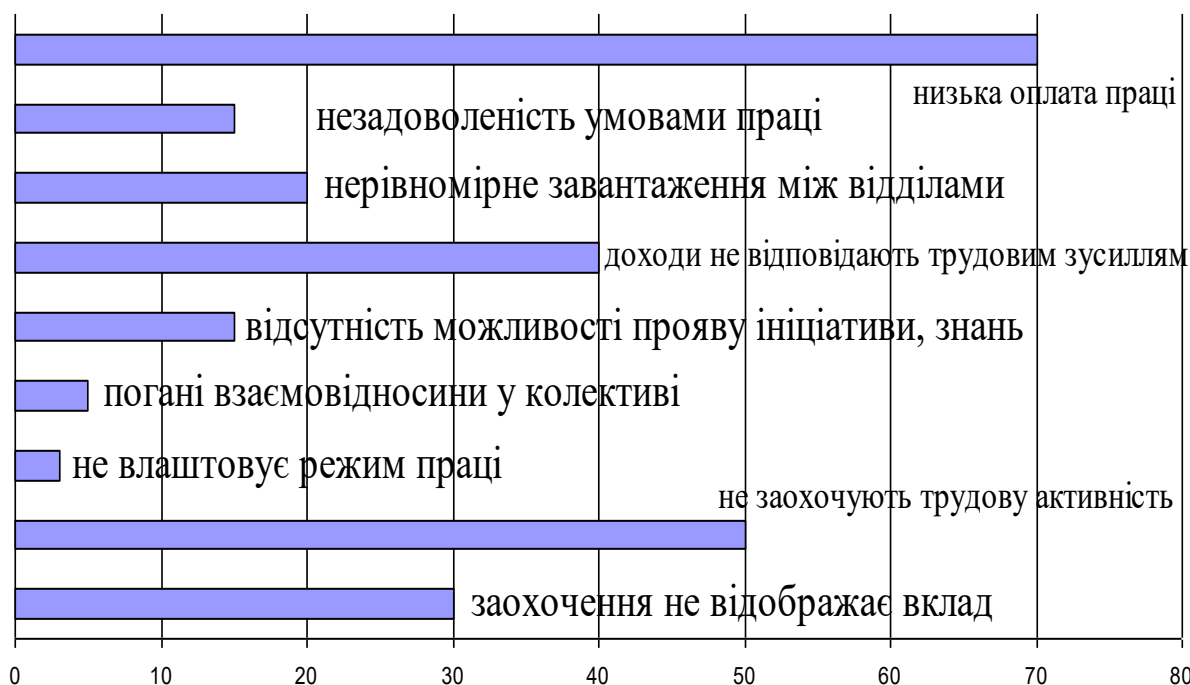 низька оплата праці
незадоволеність умовами праці
нерівномірне завантаження між відділами
доходи не відповідають трудовим зусиллям
відсутність можливості прояву ініціативи, знань
погані взаємовідносини у колективі
не влаштовує режим праці
не заохочують трудову активність
заохочення не відображає вклад
0 10 20 30 40 50 60 70 80